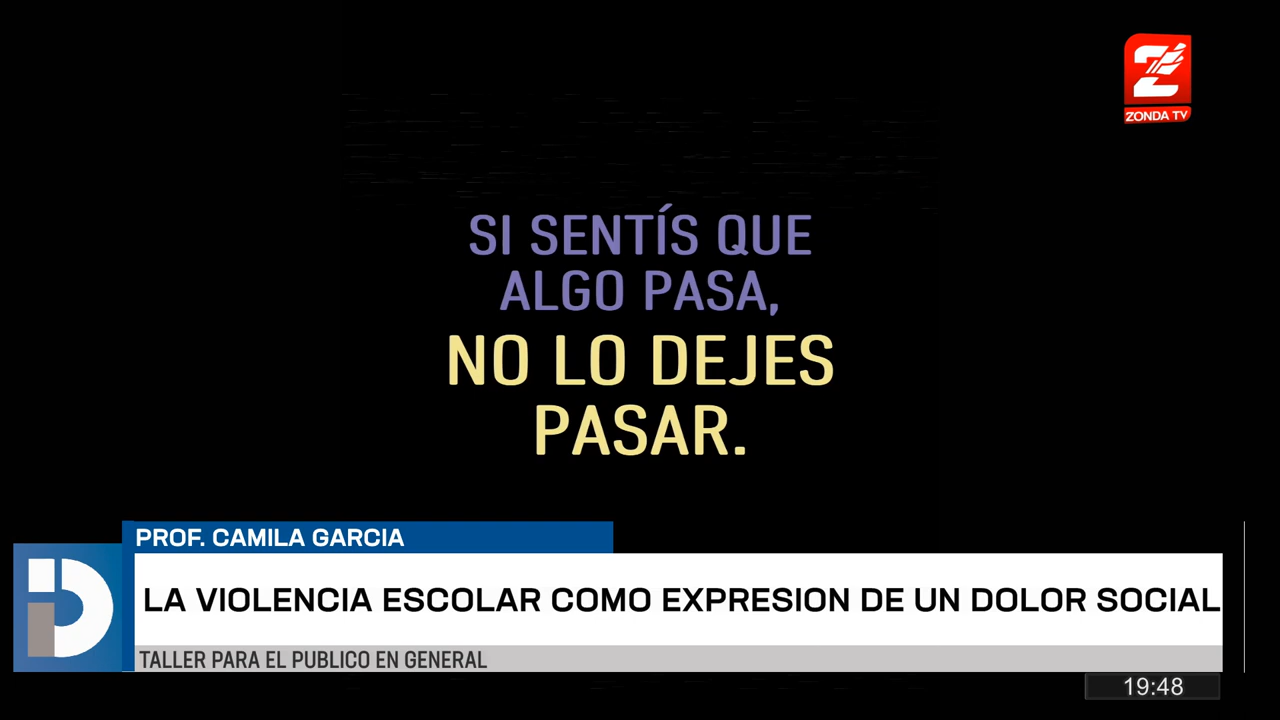 ZONDA TV
SI SENTÍS QUE
ALGO PASA,
NO LO DEJES
PASAR.
PROF. CAMILA GARCIA
LA VIOLENCIA ESCOLAR COMO EXPRESION DE UN DOLOR SOCIAL
TALLER PARA EL PUBLICO EN GENERAL
19:48